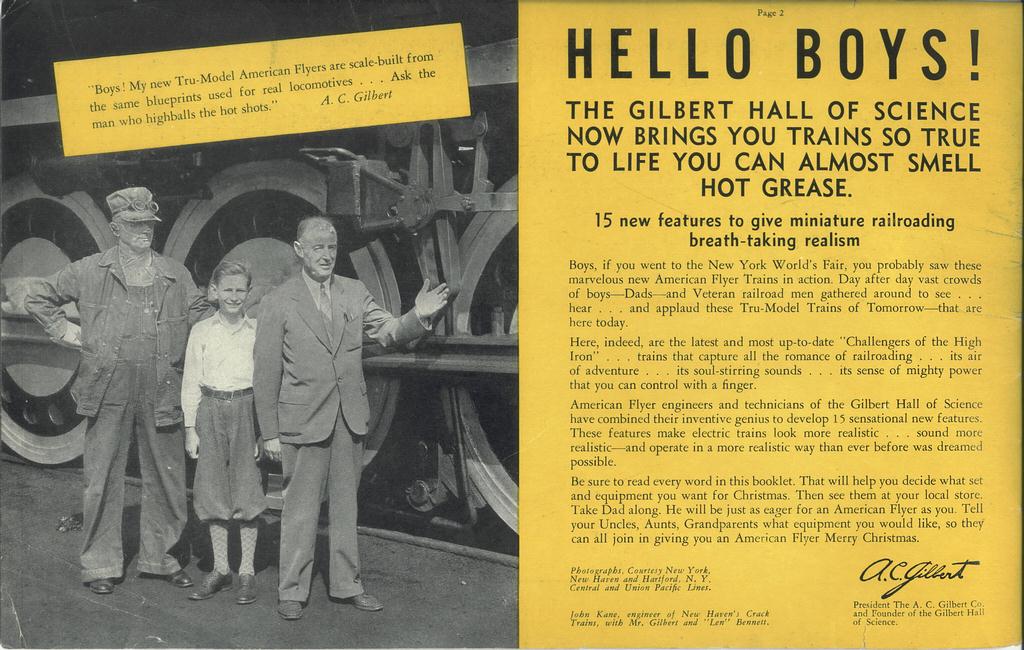 "Boys! My new Tru-Model American Flyers are scale-built from
the same blueprints used for real locomotives . . . Ask the
man who highballs the hot shots."
A. C. Gilbert
Page 2
HELLO BOYS!
THE GILBERT HALL OF SCIENCE
NOW BRINGS YOU TRAINS SO TRUE
TO LIFE YOU CAN ALMOST SMELL
HOT GREASE.
15 new features to give miniature railroading
breath-taking realism
Boys, if you went to the New York World's Fair, you probably saw these
marvelous new American Flyer Trains in action. Day after day vast crowds
of boys—Dads—and Veteran railroad men gathered around to see . . .
hear . . . and applaud these Tru-Model Trains of Tomorrow—that are
here today.
Here, indeed, are the latest and most up-to-date "Challengers of the High
Iron" . . . trains that capture all the romance of railroading . . . its air
of adventure . . . its soul-stirring sounds . . . its sense of mighty power
that you can control with a finger.
American Flyer engineers and technicians of the Gilbert Hall of Science
have combined their inventive genius to develop 15 sensational new features.
These features make electric trains look more realistic . . . sound more
realistic—and operate in a more realistic way than ever before was dreamed
possible.
Be sure to read every word in this booklet. That will help you decide what set
and equipment you want for Christmas. Then see them at your local store.
Take Dad along. He will be just as eager for an American Flyer as you. Tell
your Uncles, Aunts, Grandparents what equipment you would like, so they
can all join in giving you an American Flyer Merry Christmas.
Photographs, Courtesy New York,
New Haven and Hartford, N. Y.
Central and Union Pacific Lines.
John Kane, engineer of New Haven's Crack
Trains, with Mr. Gilbert and "Len" Bennett.
A.C. Gilbert
President The A. C. Gilbert Co.
and Founder of the Gilbert Hall
of Science.